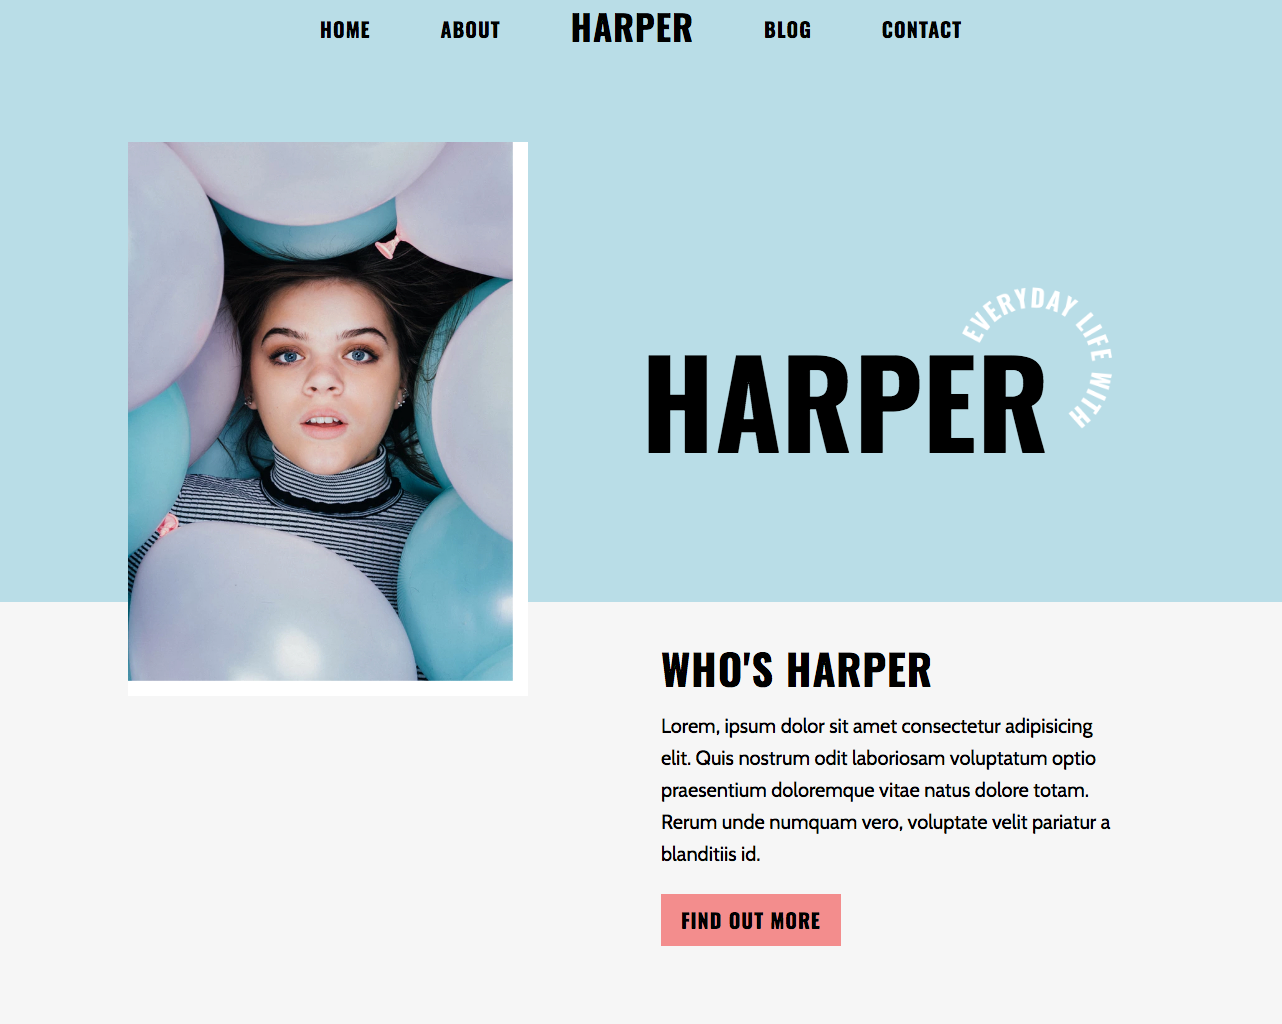 HOME ABOUT HARPER BLOG CONTACT
EVERYDAY LIFE WITH
HARPER
WHO'S HARPER
Lorem, ipsum dolor sit amet consectetur adipisicing
elit. Quis nostrum odit laboriosam voluptatum optio
praesentium doloremque vitae natus dolore totam.
Rerum unde numquam vero, voluptate velit pariatur a
blanditiis id.
FIND OUT MORE